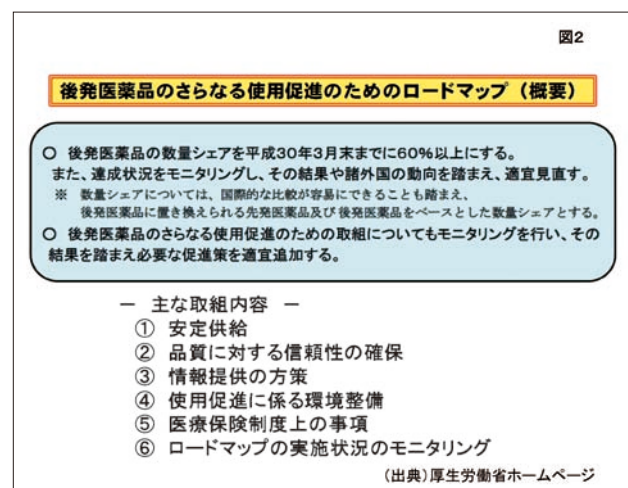 図2
後発医薬品のさらなる使用促進のためのロードマップ（概要）
○ 後発医薬品の数量シェアを平成30年3月末までに60％以上にする。
また、達成状況をモニタリングし、その結果や諸外国の動向を踏まえ、適宜見直す。
※ 数量シェアについては、国際的な比較が容易にできることも踏まえ、
後発医薬品に置き換えられる先発医薬品及び後発医薬品をベースとした数量シェアとする。
○ 後発医薬品のさらなる使用促進のための取組についてもモニタリングを行い、その
結果を踏まえ必要な促進策を適宜追加する。
－ 主な取組内容 －
① 安定供給
② 品質に対する信頼性の確保
③ 情報提供の方策
④ 使用促進に係る環境整備
⑤ 医療保険制度上の事項
⑥ ロードマップの実施状況のモニタリング
（出典）厚生労働省ホームページ